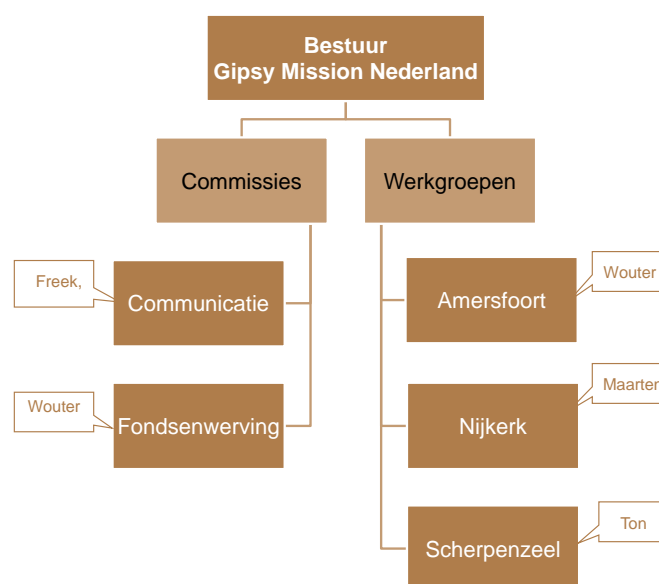 Bestuur
Gipsy Mission Nederland
Commissies
Werkgroepen
Freek,
Communicatie
Wouter
Fondsenwerving
Wouter
Amersfoort
Maarten
Nijkerk
Ton
Scherpenzeel